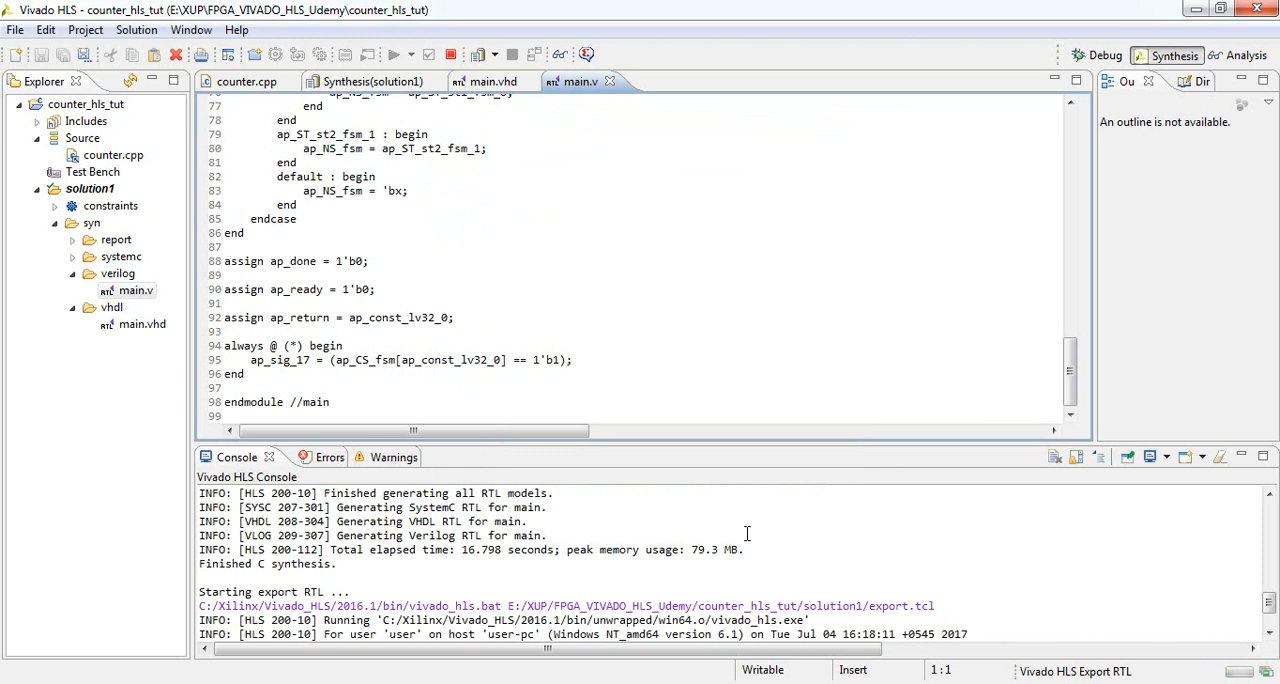 Vivado HLS - counter_hls_tut (E:\XUP/FPGA_VIVADO_HLS_Udemy\counter_hls_tut)
File Edit Project Solution Window Help
Debug Synthesis Analysis
Explorer
counter_hls_tut
Includes
Source
counter.cpp
Test Bench
solution1
constraints
syn
report
systemc
verilog
main.v
vhdl
main.vhd
counter.cpp Synthesis(solution1) main.vhd main.v
76 ap_NS_fsm = ap_ST_st2_fsm_0;
77 end
78 end
79 ap_ST_st2_fsm_1 : begin
80 ap_NS_fsm = ap_ST_st2_fsm_1;
81 end
82 default : begin
83 ap_NS_fsm = 'bx;
84 end
85 endcase
86 end
87
88 assign ap_done = 1'b0;
89
90 assign ap_ready = 1'b0;
91
92 assign ap_return = ap_const_lv32_0;
93
94 always @ (*) begin
95 ap_sig_17 = (ap_CS_fsm[ap_const_lv32_0] == 1'b1);
96 end
97
98 endmodule //main
99
Ou Dir
An outline is not available.
Console Errors Warnings
Vivado HLS Console
INFO: [HLS 200-10] Finished generating all RTL models.
INFO: [SYSC 207-301] Generating SystemC RTL for main.
INFO: [VHDL 208-304] Generating VHDL RTL for main.
INFO: [VLOG 209-307] Generating Verilog RTL for main.
INFO: [HLS 200-112] Total elapsed time: 16.798 seconds; peak memory usage: 79.3 MB.
Finished C synthesis.
Starting export RTL ...
C:/Xilinx/Vivado_HLS/2016.1/bin/vivado_hls.bat E:/XUP/FPGA_VIVADO_HLS_Udemy/counter_hls_tut/solution1/export.tcl
INFO: [HLS 200-10] Running 'C:/Xilinx/Vivado_HLS/2016.1/bin/unwrapped/win64.o/vivado_hls.exe'
INFO: [HLS 200-10] For user 'user' on host 'user-pc' (Windows NT_amd64 version 6.1) on Tue Jul 04 16:18:11 +0545 2017
Writable Insert 1 : 1 Vivado HLS Export RTL